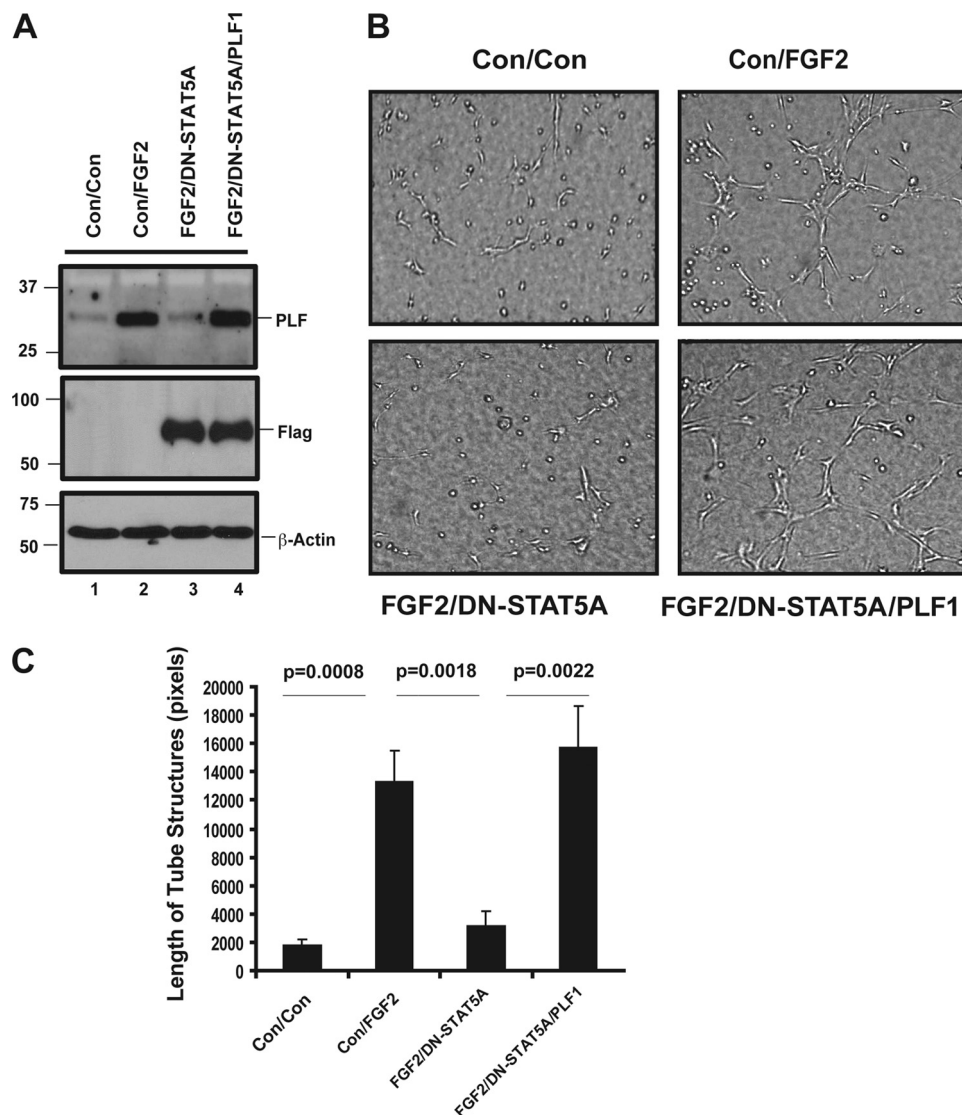 A
Con/Con
Con/FGF2
FGF2/DN-STAT5A
FGF2/DN-STAT5A/PLF1
37
25
PLF
100
50
Flag
75
50
β-Actin
1 2 3 4
B
Con/Con
Con/FGF2
FGF2/DN-STAT5A
FGF2/DN-STAT5A/PLF1
C
Length of Tube Structures (pixels)
p=0.0008
p=0.0018
p=0.0022
20000
18000
16000
14000
12000
10000
8000
6000
4000
2000
0
Con/Con
Con/FGF2
FGF2/DN-STAT5A
FGF2/DN-STAT5A/PLF1